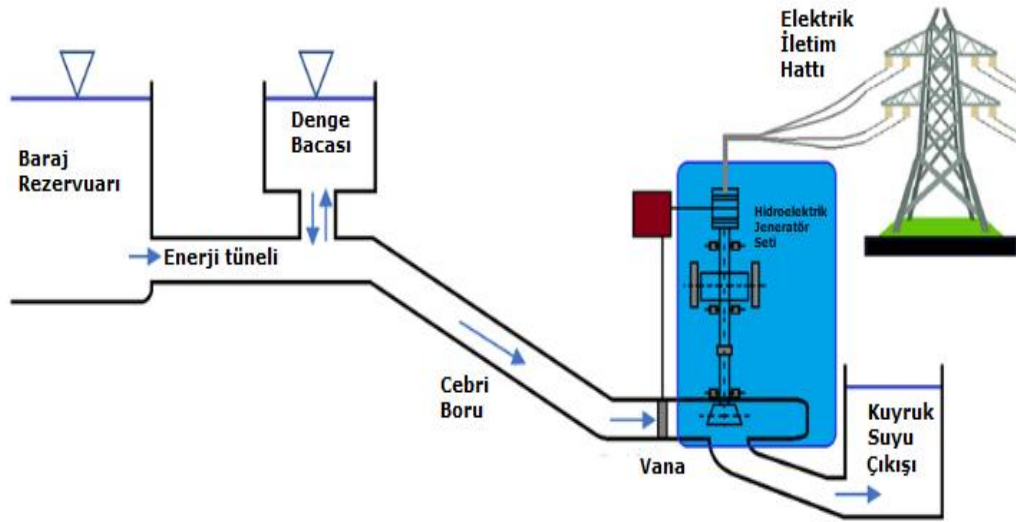 Elektrik
İletim
Hattı
Denge
Bacası
Baraj
Rezervuarı
Hidroelektrik
Jeneratör
Seti
Enerji tüneli
Cebri
Boru
Vana
Kuyruk
Suyu
Çıkışı